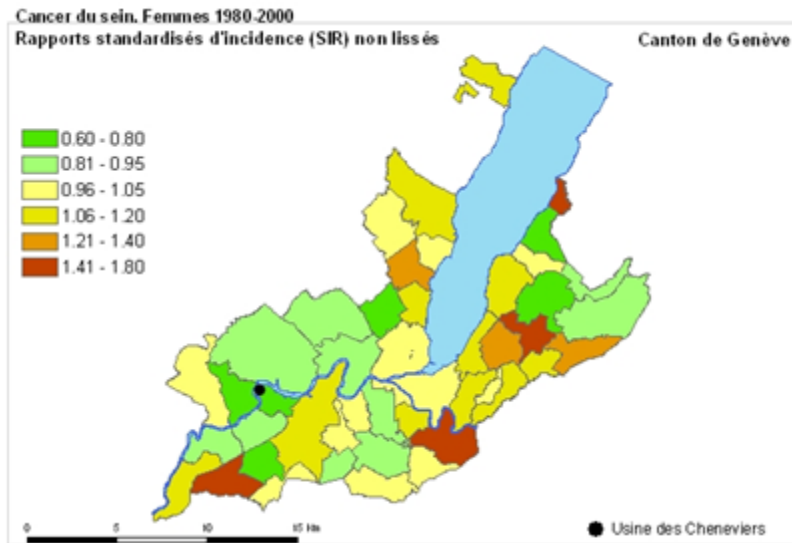 Cancer du sein. Femmes 1980-2000
Rapports standardisés d'incidence (SIR) non lissés
Canton de Genève
0.60 - 0.80
0.81 - 0.95
0.96 - 1.05
1.06 - 1.20
1.21 - 1.40
1.41 - 1.80
0 5 10 15 Km
Usine des Cheneviers